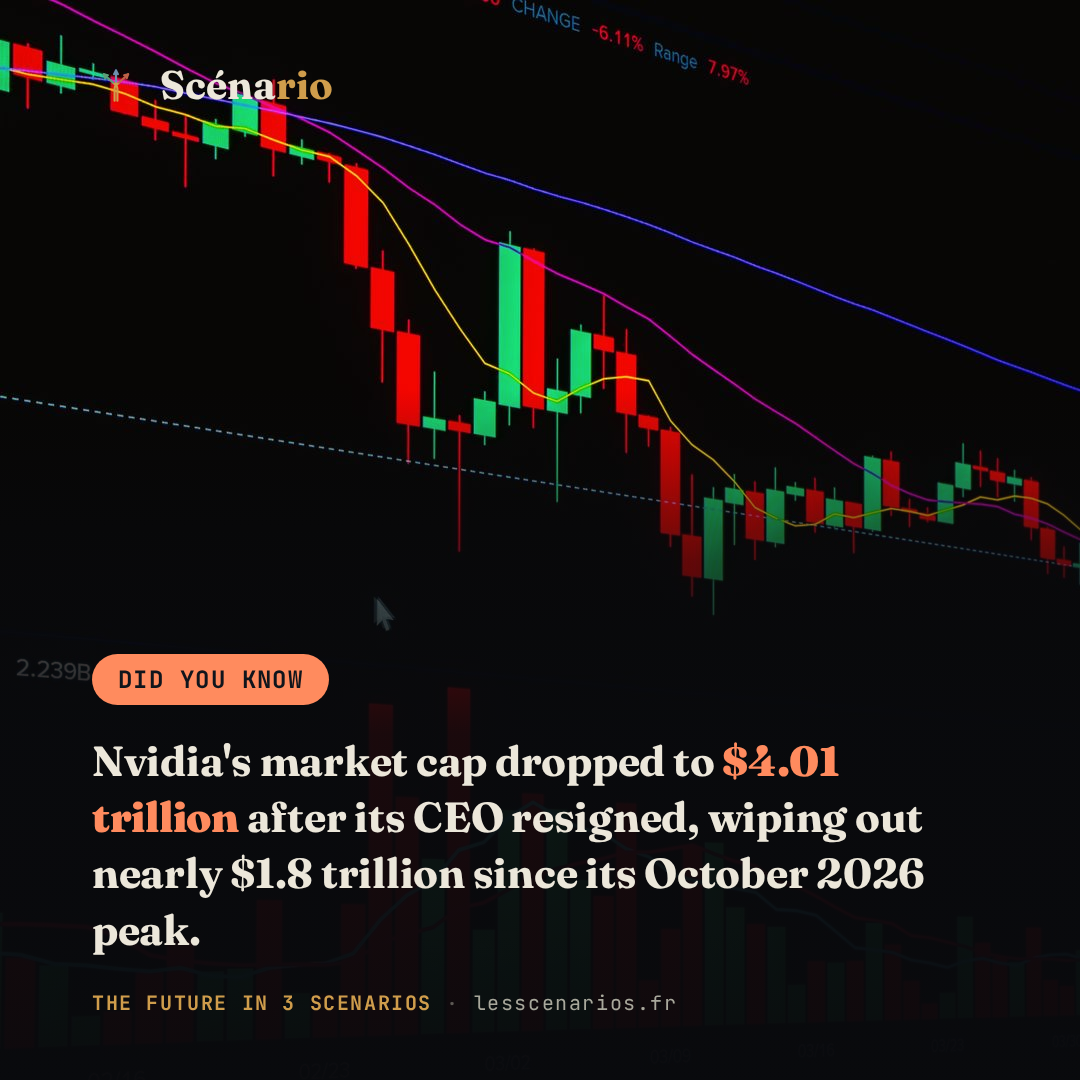 CHANGE -6.11% Range 7.97%
Scénario
2.239B
DID YOU KNOW
Nvidia's market cap dropped to $4.01
trillion after its CEO resigned, wiping out
nearly $1.8 trillion since its October 2026
peak.
THE FUTURE IN 3 SCENARIOS · lesscenarios.fr